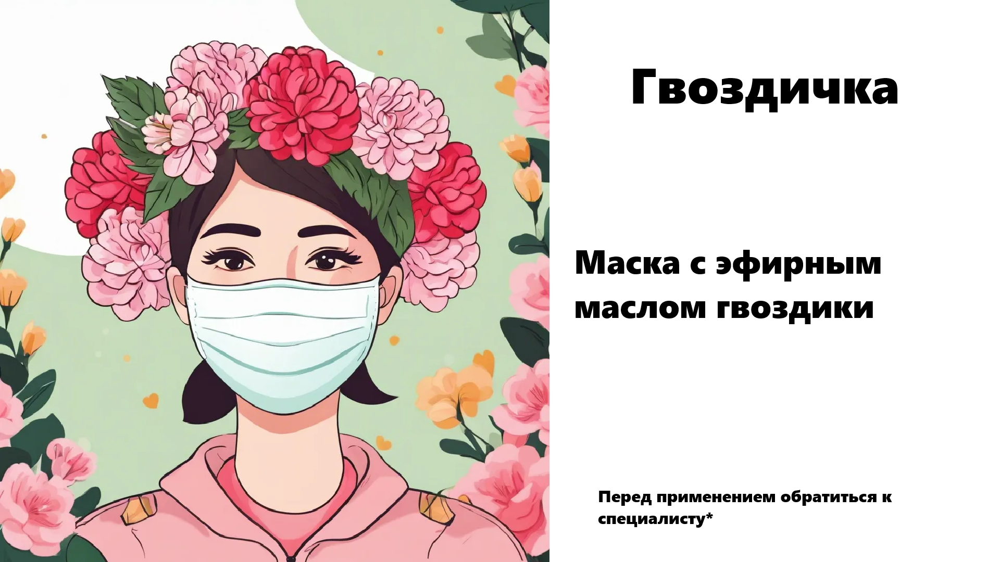 Гвоздичка
Маска с эфирным
маслом гвоздики
Перед применением обратиться к
специалисту*